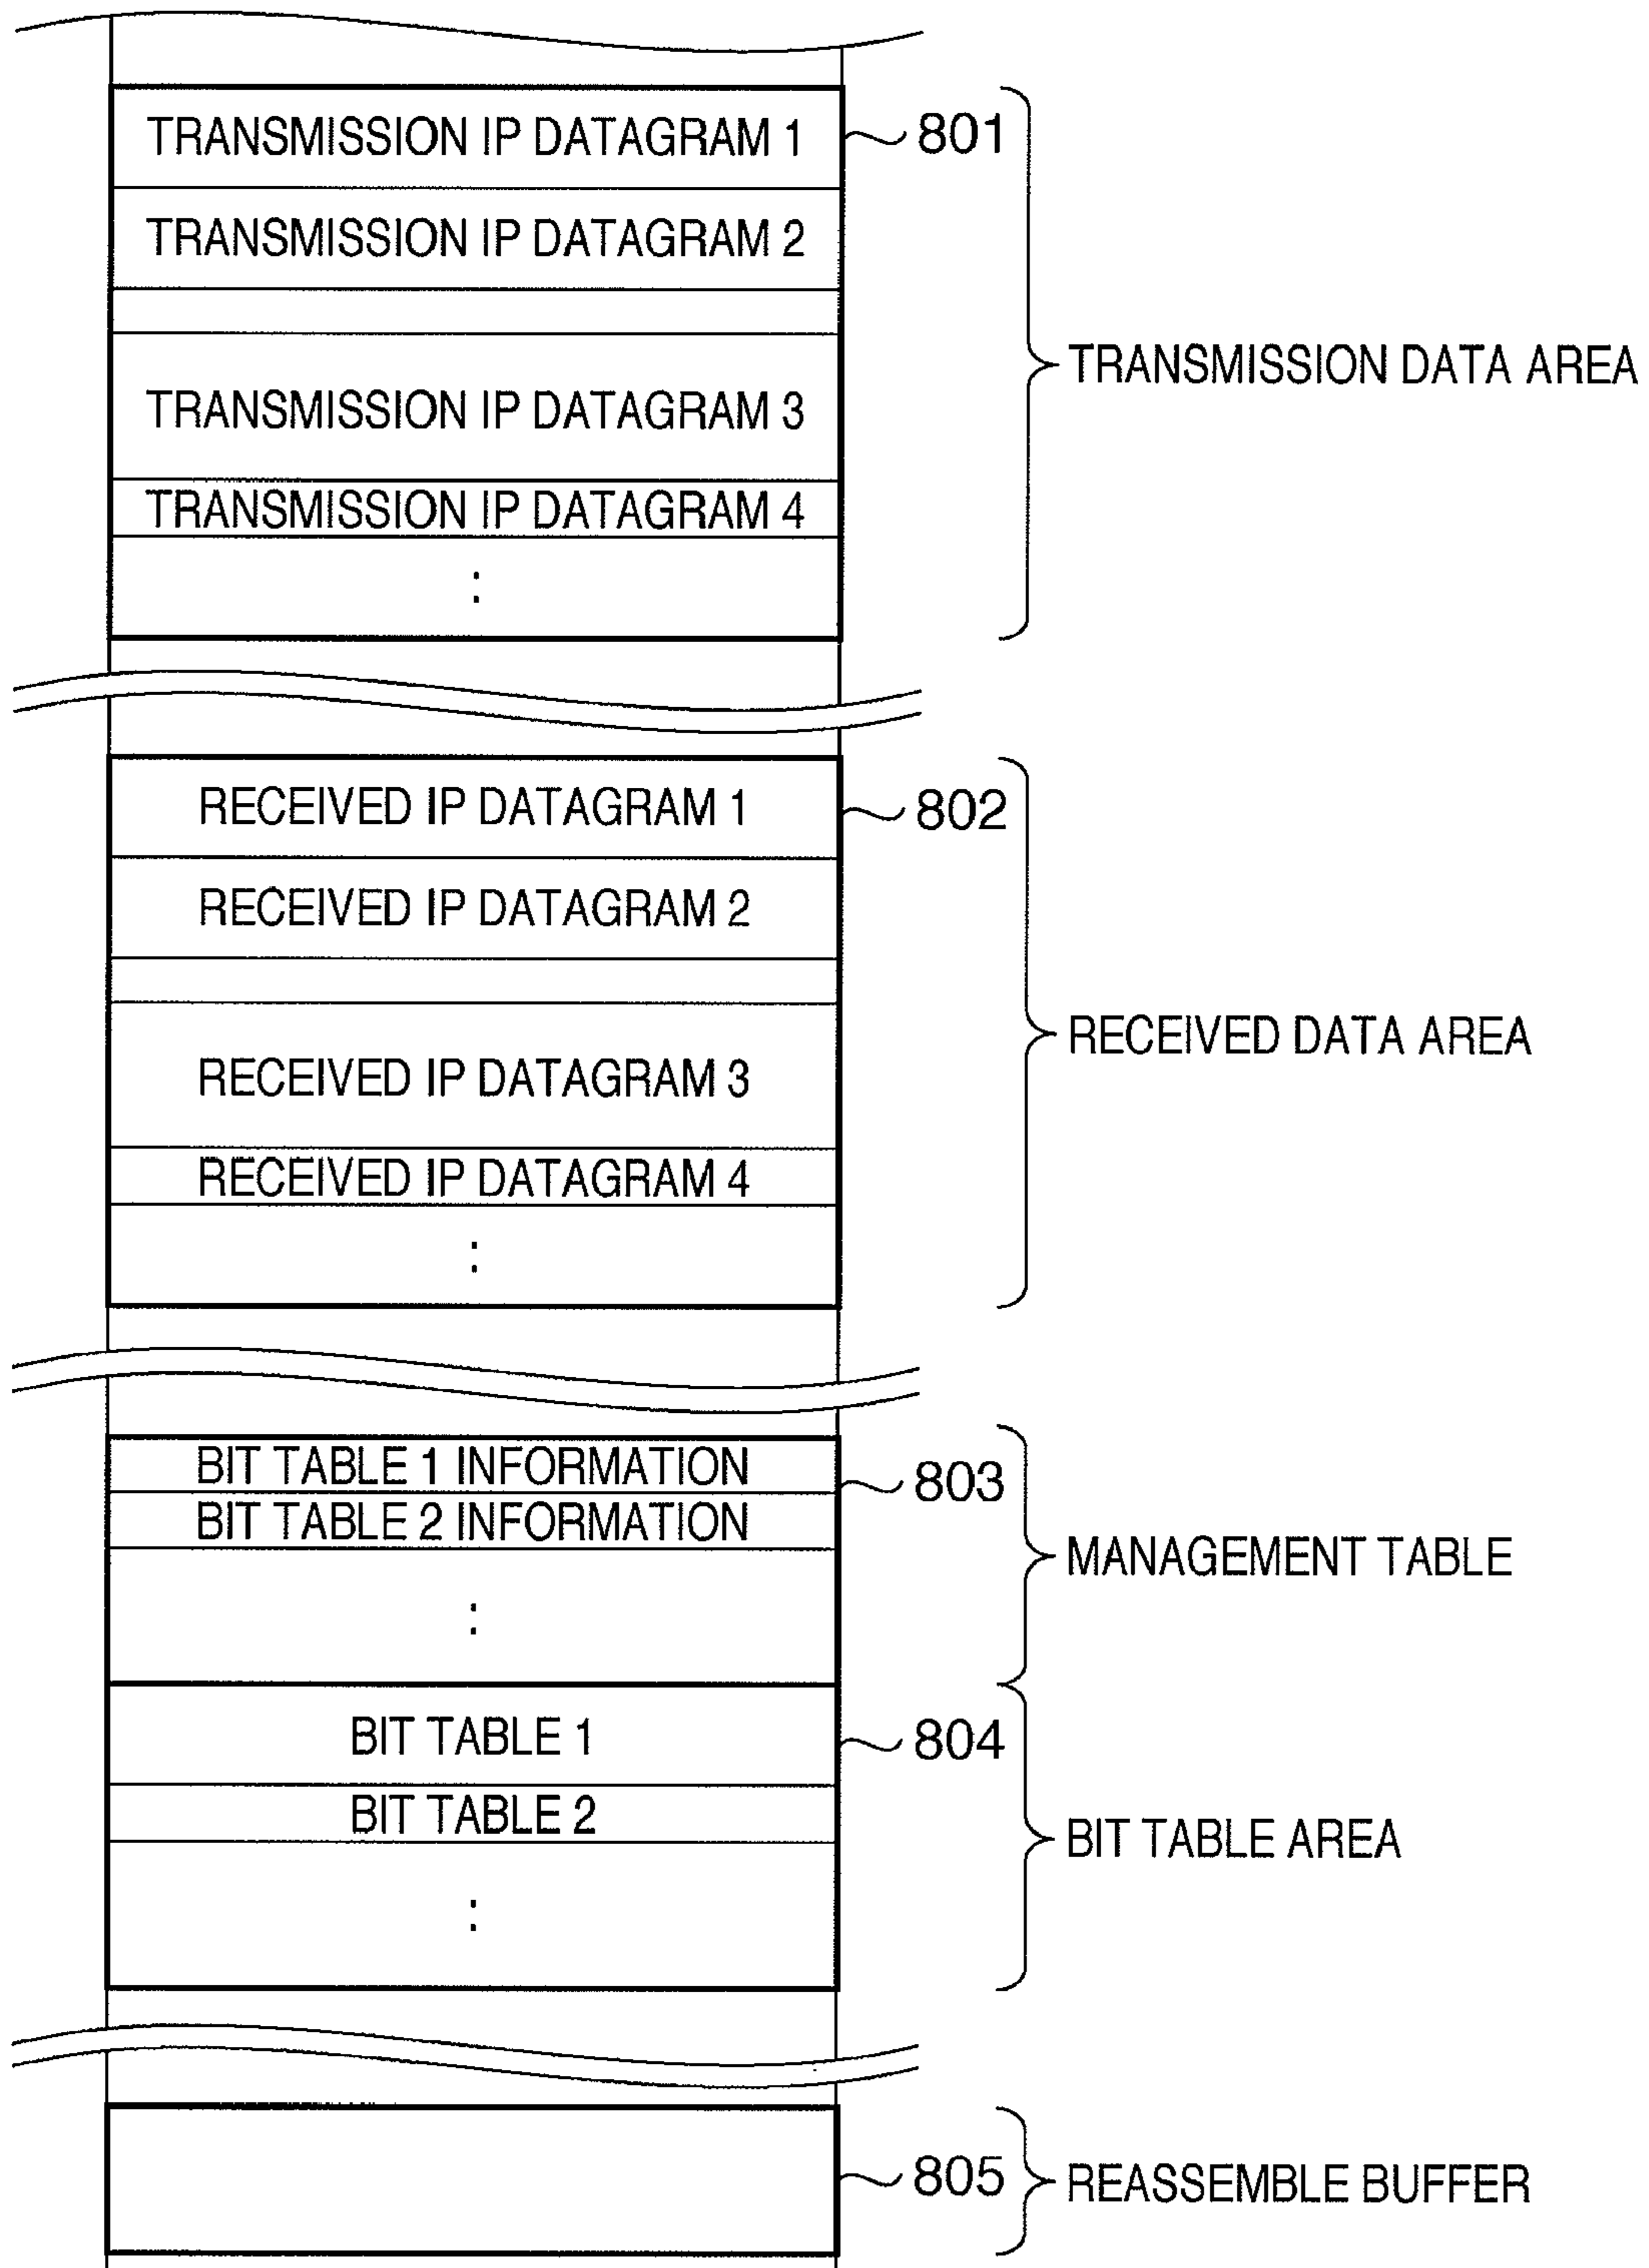 TRANSMISSION IP DATAGRAM 1
801
TRANSMISSION IP DATAGRAM 2
TRANSMISSION IP DATAGRAM 3
TRANSMISSION IP DATAGRAM 4
:
TRANSMISSION DATA AREA
RECEIVED IP DATAGRAM 1
802
RECEIVED IP DATAGRAM 2
RECEIVED IP DATAGRAM 3
RECEIVED IP DATAGRAM 4
:
RECEIVED DATA AREA
BIT TABLE 1 INFORMATION
803
BIT TABLE 2 INFORMATION
:
MANAGEMENT TABLE
BIT TABLE 1
804
BIT TABLE 2
:
BIT TABLE AREA
805
REASSEMBLE BUFFER